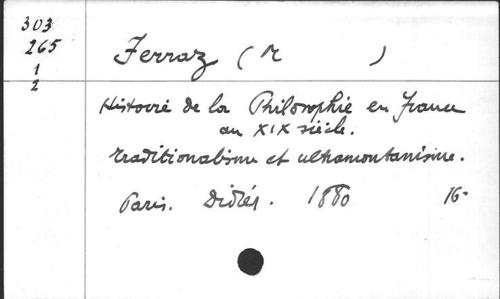 303
265
1
2
Ferraz (M )
Histoire de la Philosophie en France
au XIX siècle.
Traditionalisme et ultramontanisme.
Paris. Didier. 1880 16-